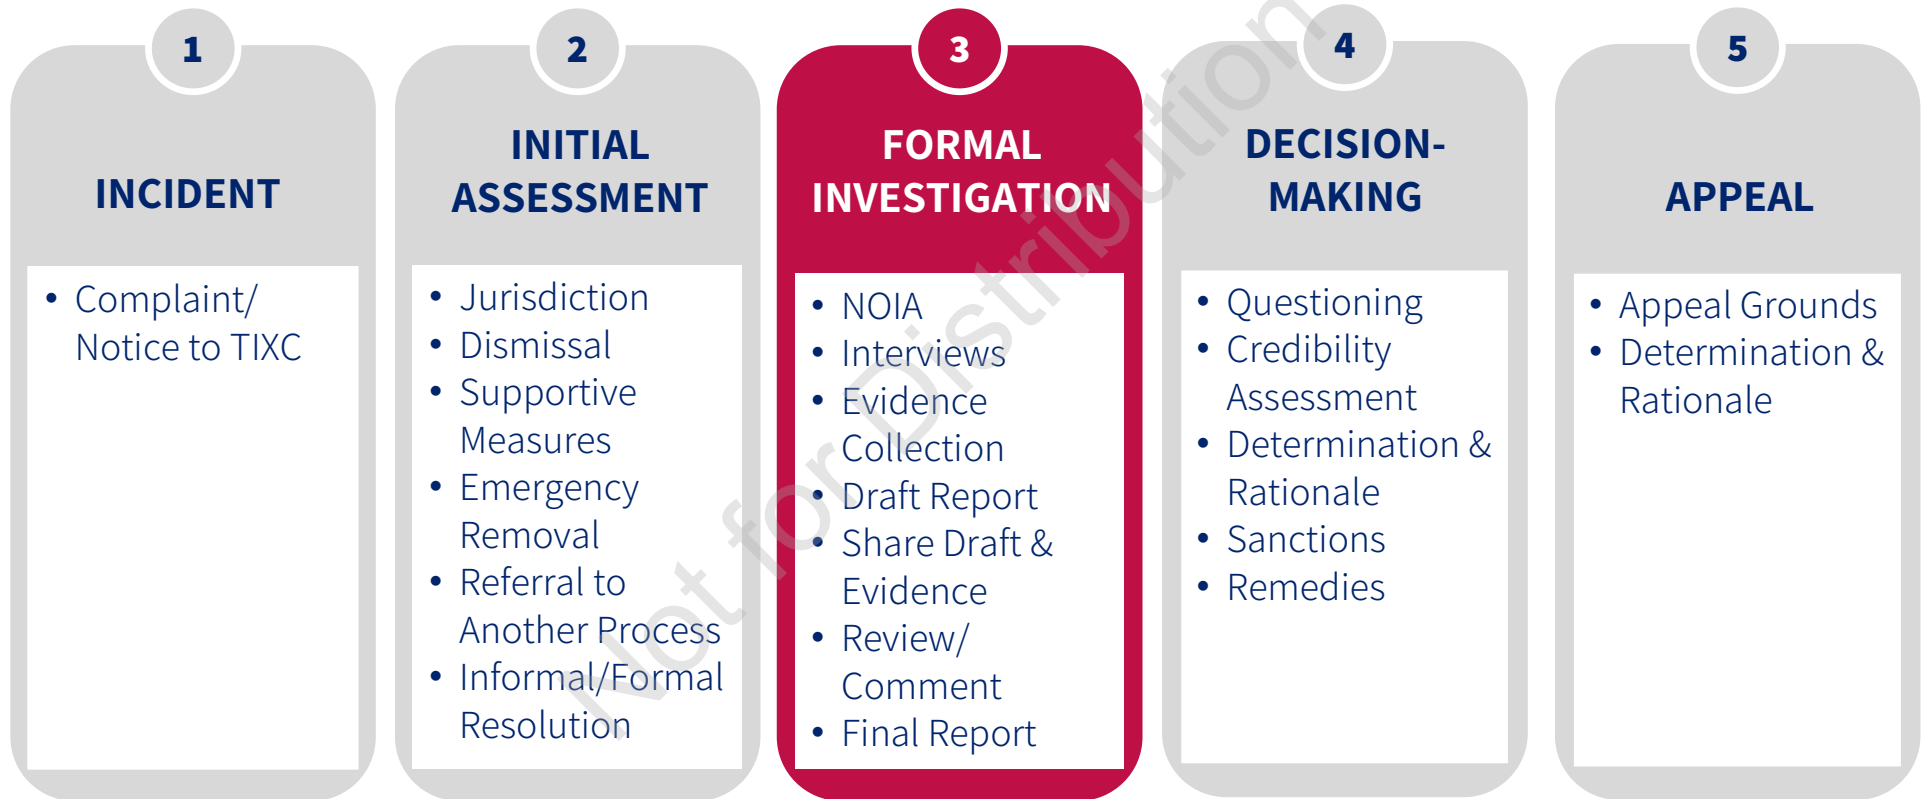 1
INCIDENT
• Complaint/
Notice to TIXC
2
INITIAL
ASSESSMENT
• Jurisdiction
• Dismissal
• Supportive
Measures
• Emergency
Removal
• Referral to
Another Process
• Informal/Formal
Resolution
3
FORMAL
INVESTIGATION
• NOIA
• Interviews
• Evidence
Collection
• Draft Report
• Share Draft &
Evidence
• Review/
Comment
• Final Report
4
DECISION-
MAKING
• Questioning
• Credibility
Assessment
• Determination &
Rationale
• Sanctions
• Remedies
5
APPEAL
• Appeal Grounds
• Determination &
Rationale
Not for Distribution